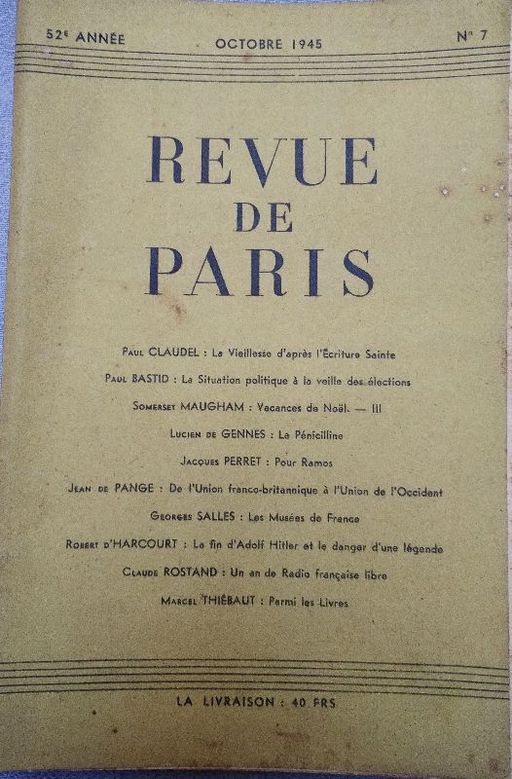 52e ANNÉE
OCTOBRE 1945
No 7
REVUE
DE
PARIS
PAUL CLAUDEL : La Vieillesse d'après l'Écriture Sainte
PAUL BASTID : La Situation politique à la veille des élections
SOMERSET MAUGHAM : Vacances de Noël. — III
LUCIEN DE GENNES : La Pénicilline
JACQUES PERRET : Pour Ramos
JEAN DE PANGE : De l'Union franco-britannique à l'Union de l'Occident
GEORGES SALLES : Les Musées de France
ROBERT D'HARCOURT : La fin d'Adolf Hitler et le danger d'une légende
CLAUDE ROSTAND : Un an de Radio française libre
MARCEL THIÉBAUT : Parmi les Livres
LA LIVRAISON : 40 FRS